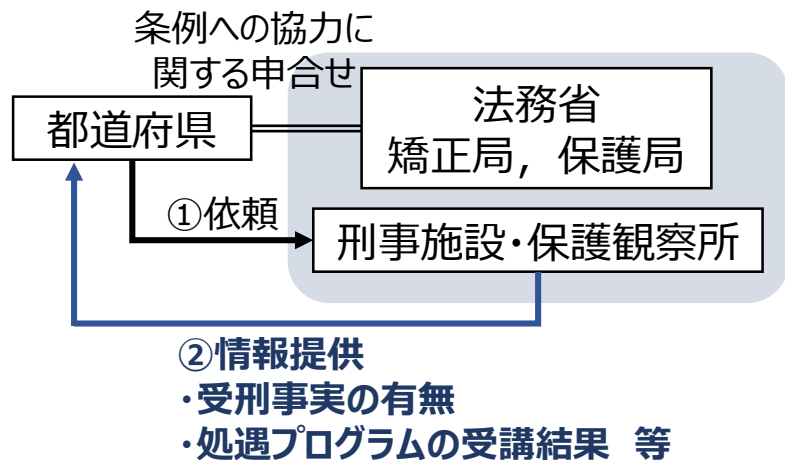 条例への協力に
関する申合せ
都道府県
法務省
矯正局，保護局
①依頼
刑事施設・保護観察所
②情報提供
・受刑事実の有無
・処遇プログラムの受講結果　等